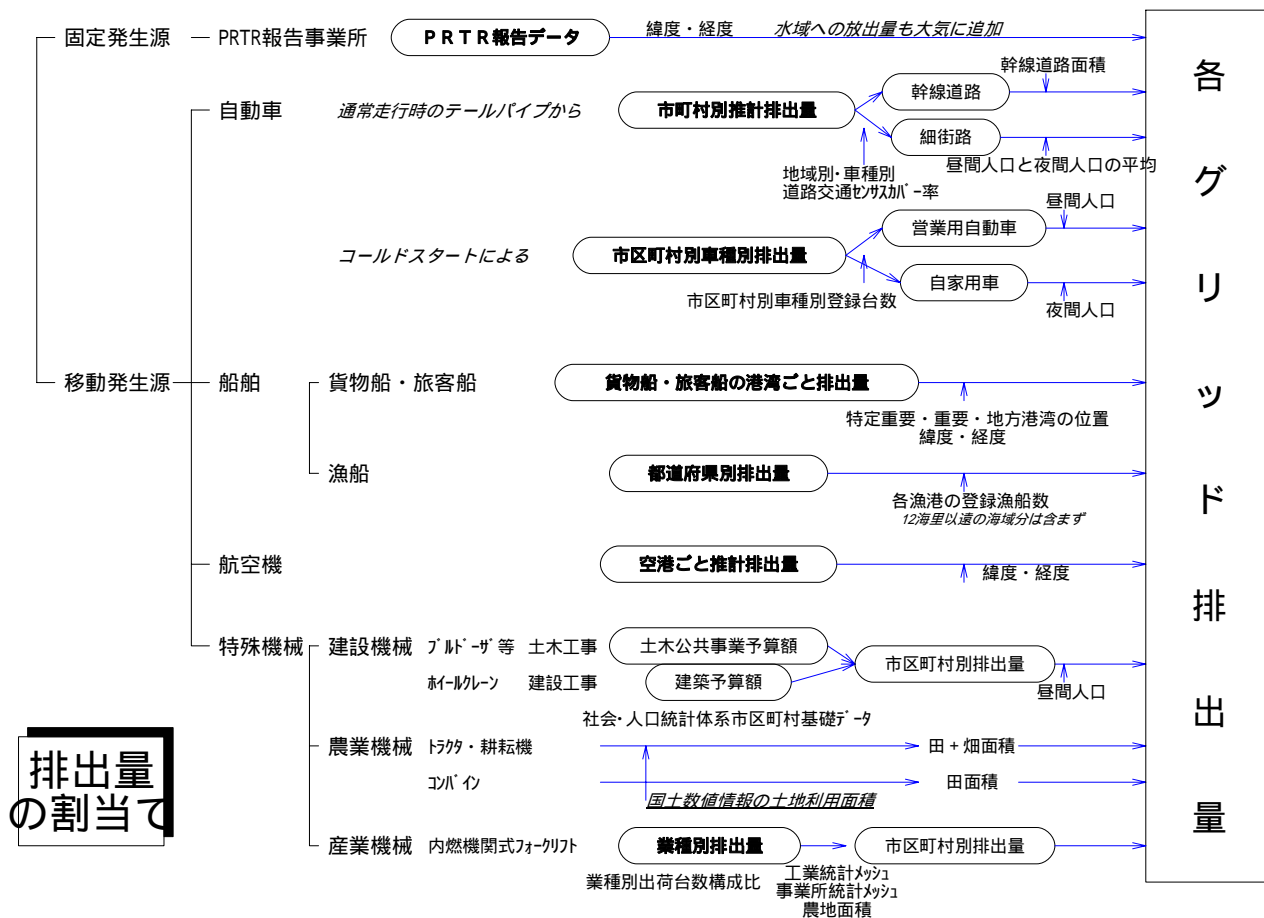 固定発生源
PRTR報告事業所
ＰＲＴＲ報告データ
緯度・経度
水域への放出量も大気に追加
自動車
通常走行時のテールパイプから
市町村別推計排出量
幹線道路
幹線道路面積
細街路
昼間人口と夜間人口の平均
地域別・車種別
道路交通ｾﾝｻｽｶﾊﾞｰ率
コールドスタートによる
市区町村別車種別排出量
営業用自動車
昼間人口
自家用車
夜間人口
市区町村別車種別登録台数
移動発生源
船舶
貨物船・旅客船
貨物船・旅客船の港湾ごと排出量
特定重要・重要・地方港湾の位置
緯度・経度
漁船
都道府県別排出量
各漁港の登録漁船数
12海里以遠の海域分は含まず
航空機
空港ごと推計排出量
緯度・経度
特殊機械
建設機械
ﾌﾞﾙﾄﾞｰｻﾞ等
土木工事
土木公共事業予算額
ﾎｲｰﾙｸﾚｰﾝ
建設工事
建築予算額
市区町村別排出量
昼間人口
社会・人口統計体系市区町村基礎ﾃﾞｰﾀ
農業機械
ﾄﾗｸﾀ・耕耘機
田＋畑面積
ｺﾝﾊﾞｲﾝ
田面積
国土数値情報の土地利用面積
産業機械
内燃機関式ﾌｫｰｸﾘﾌﾄ
業種別排出量
市区町村別排出量
業種別出荷台数構成比
工業統計ﾒｯｼｭ
事業所統計ﾒｯｼｭ
農地面積
各グリッド排出量
排出量
の割当て